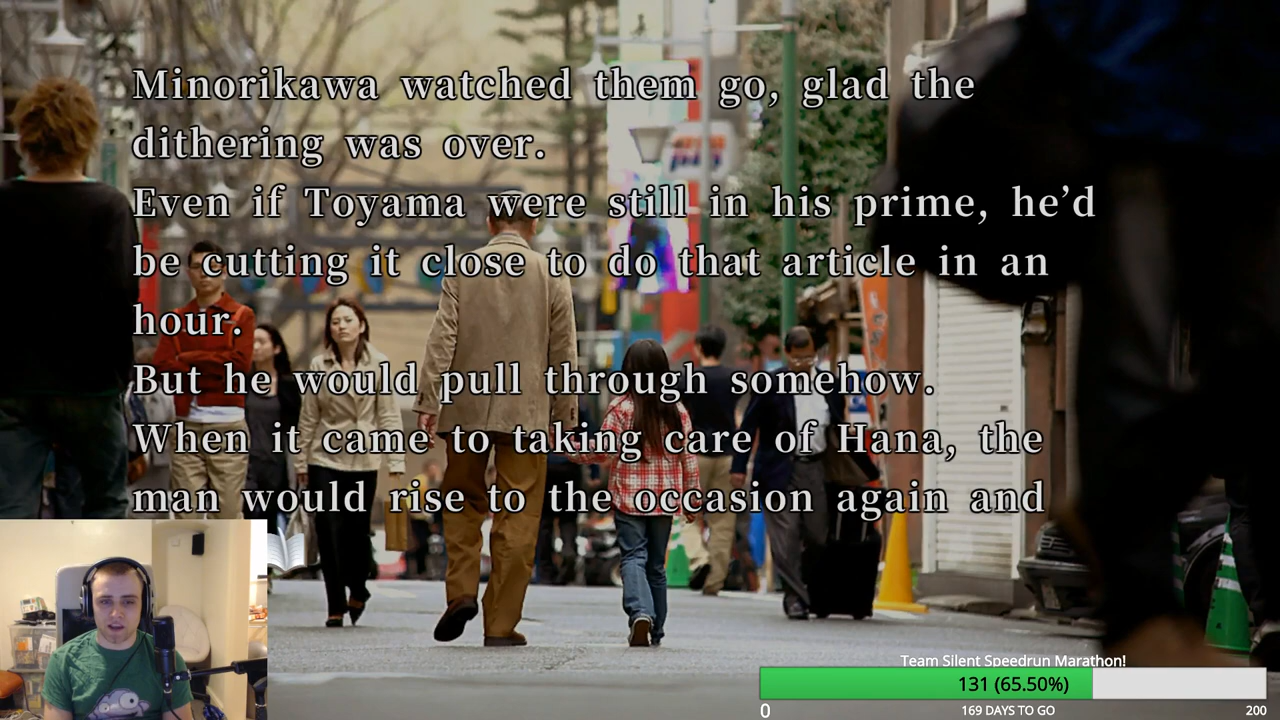 Minorikawa watched them go, glad the
dithering was over.
Even if Toyama were still in his prime, he’d
be cutting it close to do that article in an
hour.
But he would pull through somehow.
When it came to taking care of Hana, the
man would rise to the occasion again and
Team Silent Speedrun Marathon!
131 (65.50%)
0
169 DAYS TO GO
200